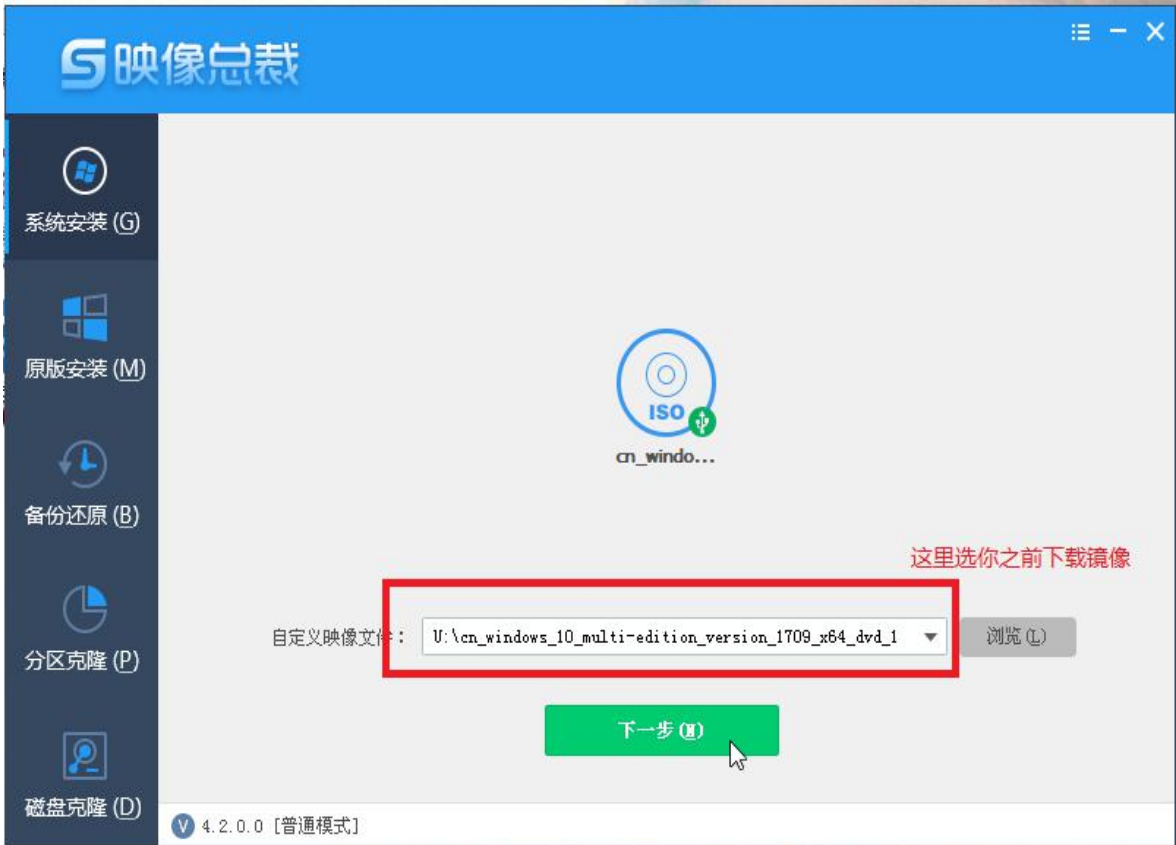 映像总裁
系统安装 (G)
原版安装 (M)
备份还原 (B)
分区克隆 (P)
磁盘克隆 (D)
ISO
cn_windo...
这里选你之前下载镜像
自定义映像文件: U:\cn_windows_10_multi-edition_version_1709_x64_dvd_1 浏览(L)
下一步(N)
V 4.2.0.0 [普通模式]